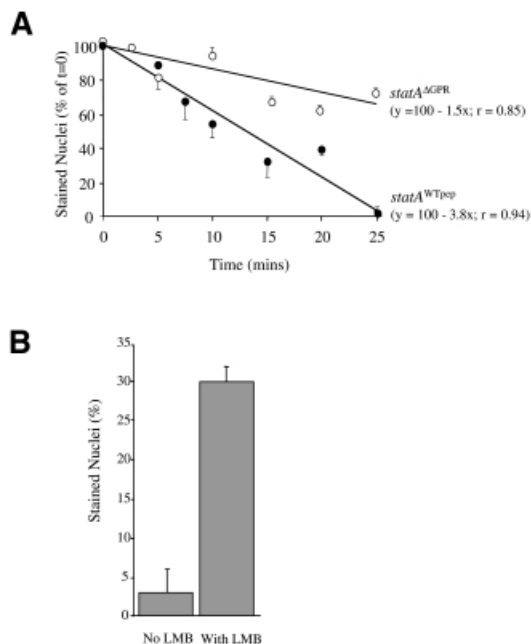 A
100
80
60
40
20
0
Stained Nuclei (% of t=0)
0 5 10 15 20 25
Time (mins)
statA^ΔGPR
(y =100 - 1.5x; r = 0.85)
statA^WTpep
(y = 100 - 3.8x; r = 0.94)
B
35
30
25
20
15
10
5
0
Stained Nuclei (%)
No LMB With LMB